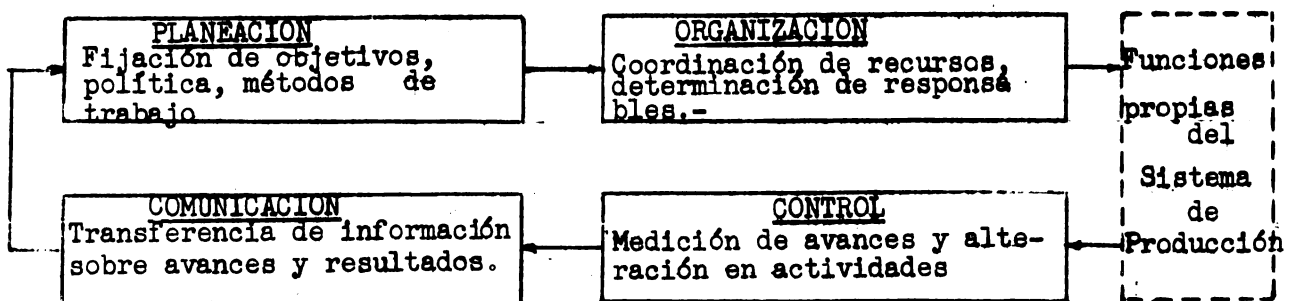 PLANEACION
Fijación de objetivos,
política, métodos de
trabajo
ORGANIZACION
Coordinación de recursos,
determinación de responsa
bles.-
Funciones
propias
del
Sistema
de
Producción
COMUNICACION
Transferencia de información
sobre avances y resultados.
CONTROL
Medición de avances y alte-
ración en actividades